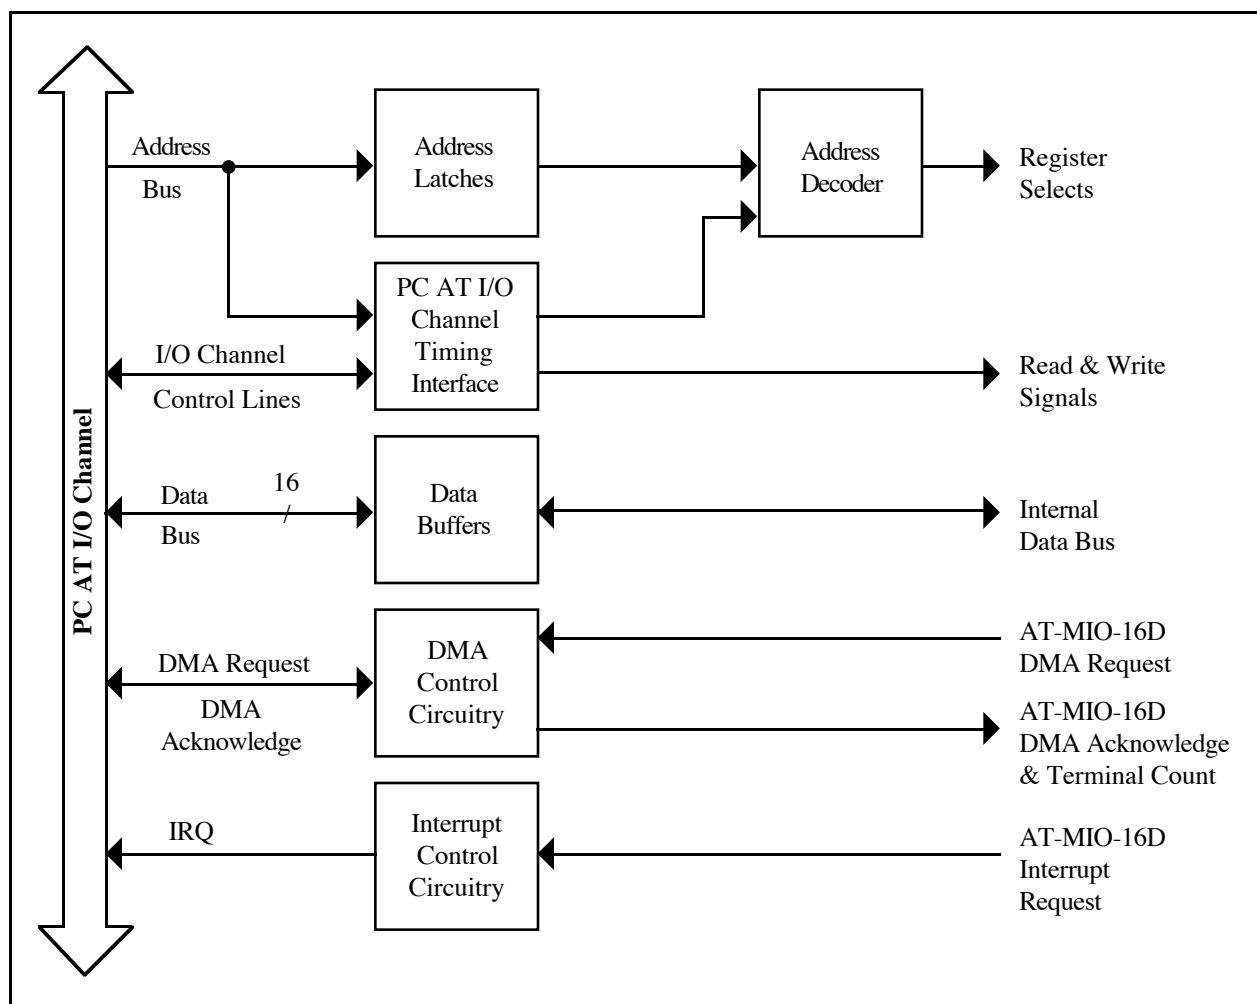 PC AT I/O Channel
Address
Bus
Address
Latches
Address
Decoder
Register
Selects
PC AT I/O
Channel
Timing
Interface
I/O Channel
Control Lines
Read & Write
Signals
Data
Bus
16
/
Data
Buffers
Internal
Data Bus
DMA Request
DMA
Acknowledge
DMA
Control
Circuitry
AT-MIO-16D
DMA Request
AT-MIO-16D
DMA Acknowledge
& Terminal Count
IRQ
Interrupt
Control
Circuitry
AT-MIO-16D
Interrupt
Request